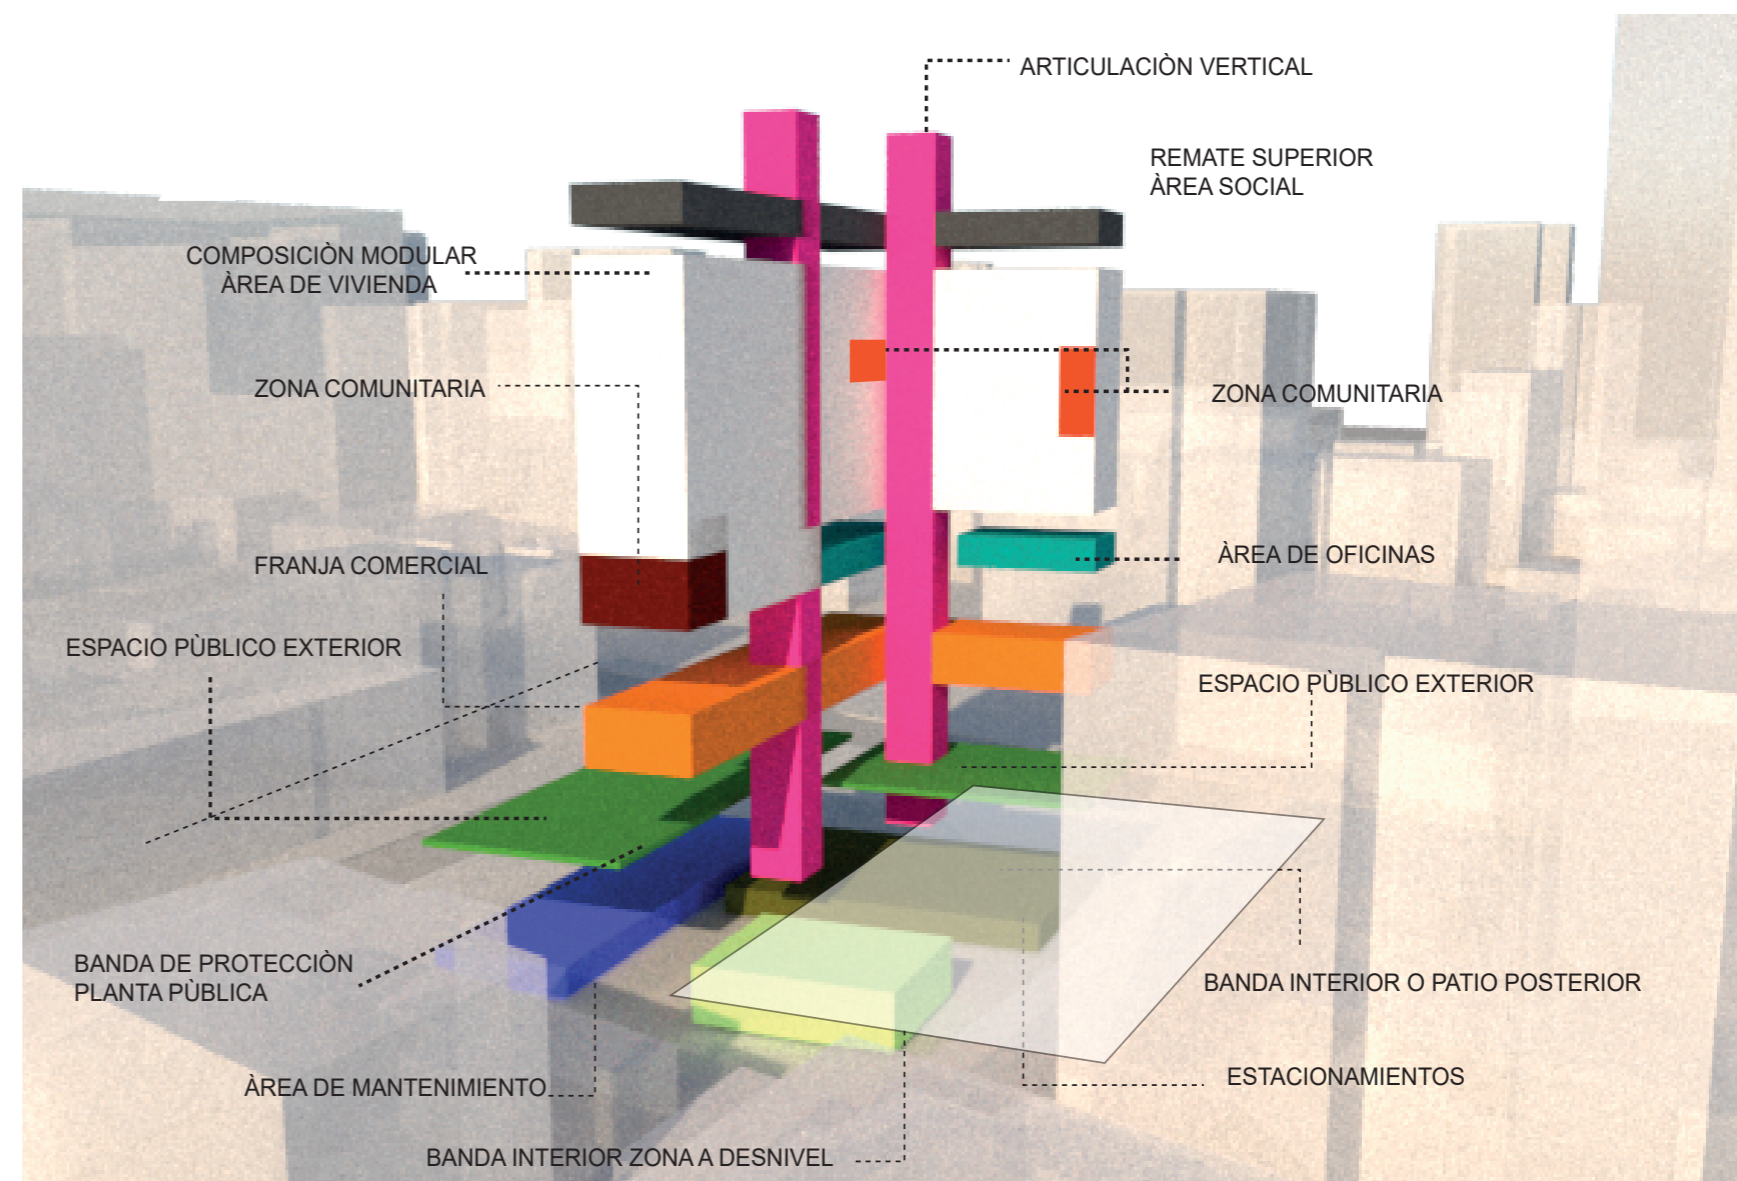 ARTICULACIÒN VERTICAL
REMATE SUPERIOR
ÀREA SOCIAL
COMPOSICIÒN MODULAR
ÀREA DE VIVIENDA
ZONA COMUNITARIA
ZONA COMUNITARIA
FRANJA COMERCIAL
ÀREA DE OFICINAS
ESPACIO PÙBLICO EXTERIOR
ESPACIO PÙBLICO EXTERIOR
BANDA DE PROTECCIÒN
PLANTA PÙBLICA
BANDA INTERIOR O PATIO POSTERIOR
ÀREA DE MANTENIMIENTO
ESTACIONAMIENTOS
BANDA INTERIOR ZONA A DESNIVEL